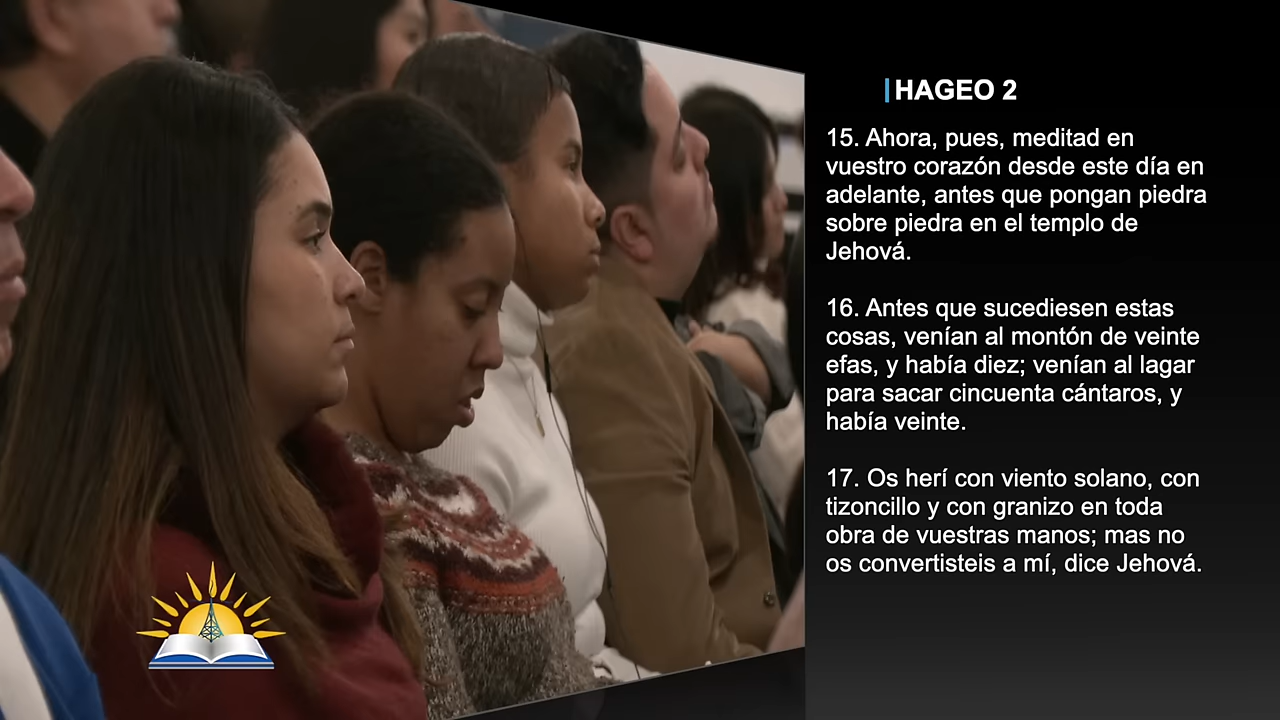 HAGEO 2
15. Ahora, pues, meditad en
vuestro corazón desde este día en
adelante, antes que pongan piedra
sobre piedra en el templo de
Jehová.
16. Antes que sucediesen estas
cosas, venían al montón de veinte
efas, y había diez; venían al lagar
para sacar cincuenta cántaros, y
había veinte.
17. Os herí con viento solano, con
tizoncillo y con granizo en toda
obra de vuestras manos; mas no
os convertisteis a mí, dice Jehová.